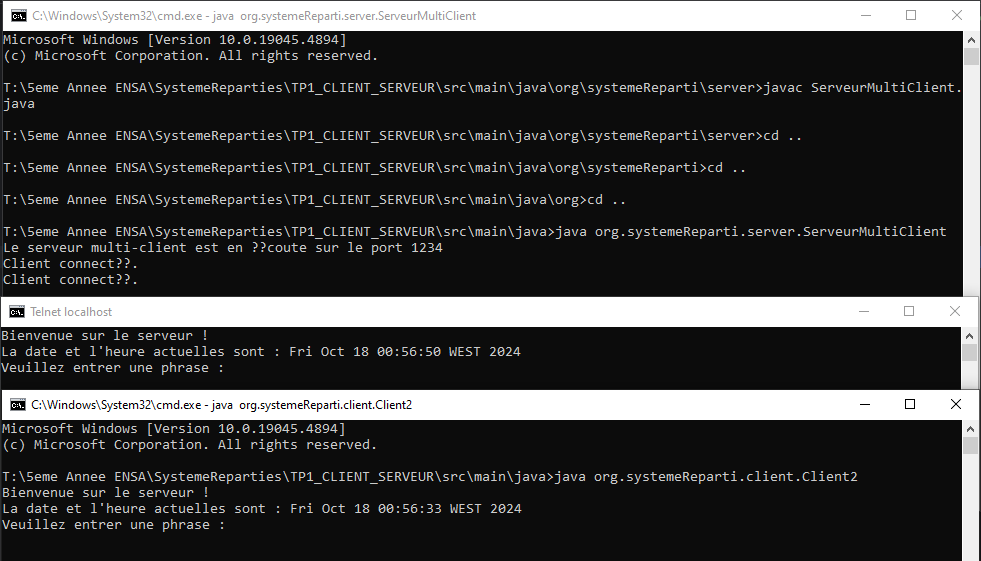 C:\Windows\System32\cmd.exe - java  org.systemeReparti.server.ServeurMultiClient
Microsoft Windows [Version 10.0.19045.4894]
(c) Microsoft Corporation. All rights reserved.
T:\5eme Annee ENSA\SystemeReparties\TP1_CLIENT_SERVEUR\src\main\java\org\systemeReparti\server>javac ServeurMultiClient.
java
T:\5eme Annee ENSA\SystemeReparties\TP1_CLIENT_SERVEUR\src\main\java\org\systemeReparti\server>cd ..
T:\5eme Annee ENSA\SystemeReparties\TP1_CLIENT_SERVEUR\src\main\java\org\systemeReparti>cd ..
T:\5eme Annee ENSA\SystemeReparties\TP1_CLIENT_SERVEUR\src\main\java\org>cd ..
T:\5eme Annee ENSA\SystemeReparties\TP1_CLIENT_SERVEUR\src\main\java>java org.systemeReparti.server.ServeurMultiClient
Le serveur multi-client est en ??coute sur le port 1234
Client connect??.
Client connect??.
Telnet localhost
Bienvenue sur le serveur !
La date et l'heure actuelles sont : Fri Oct 18 00:56:50 WEST 2024
Veuillez entrer une phrase :
C:\Windows\System32\cmd.exe - java  org.systemeReparti.client.Client2
Microsoft Windows [Version 10.0.19045.4894]
(c) Microsoft Corporation. All rights reserved.
T:\5eme Annee ENSA\SystemeReparties\TP1_CLIENT_SERVEUR\src\main\java>java org.systemeReparti.client.Client2
Bienvenue sur le serveur !
La date et l'heure actuelles sont : Fri Oct 18 00:56:33 WEST 2024
Veuillez entrer une phrase :